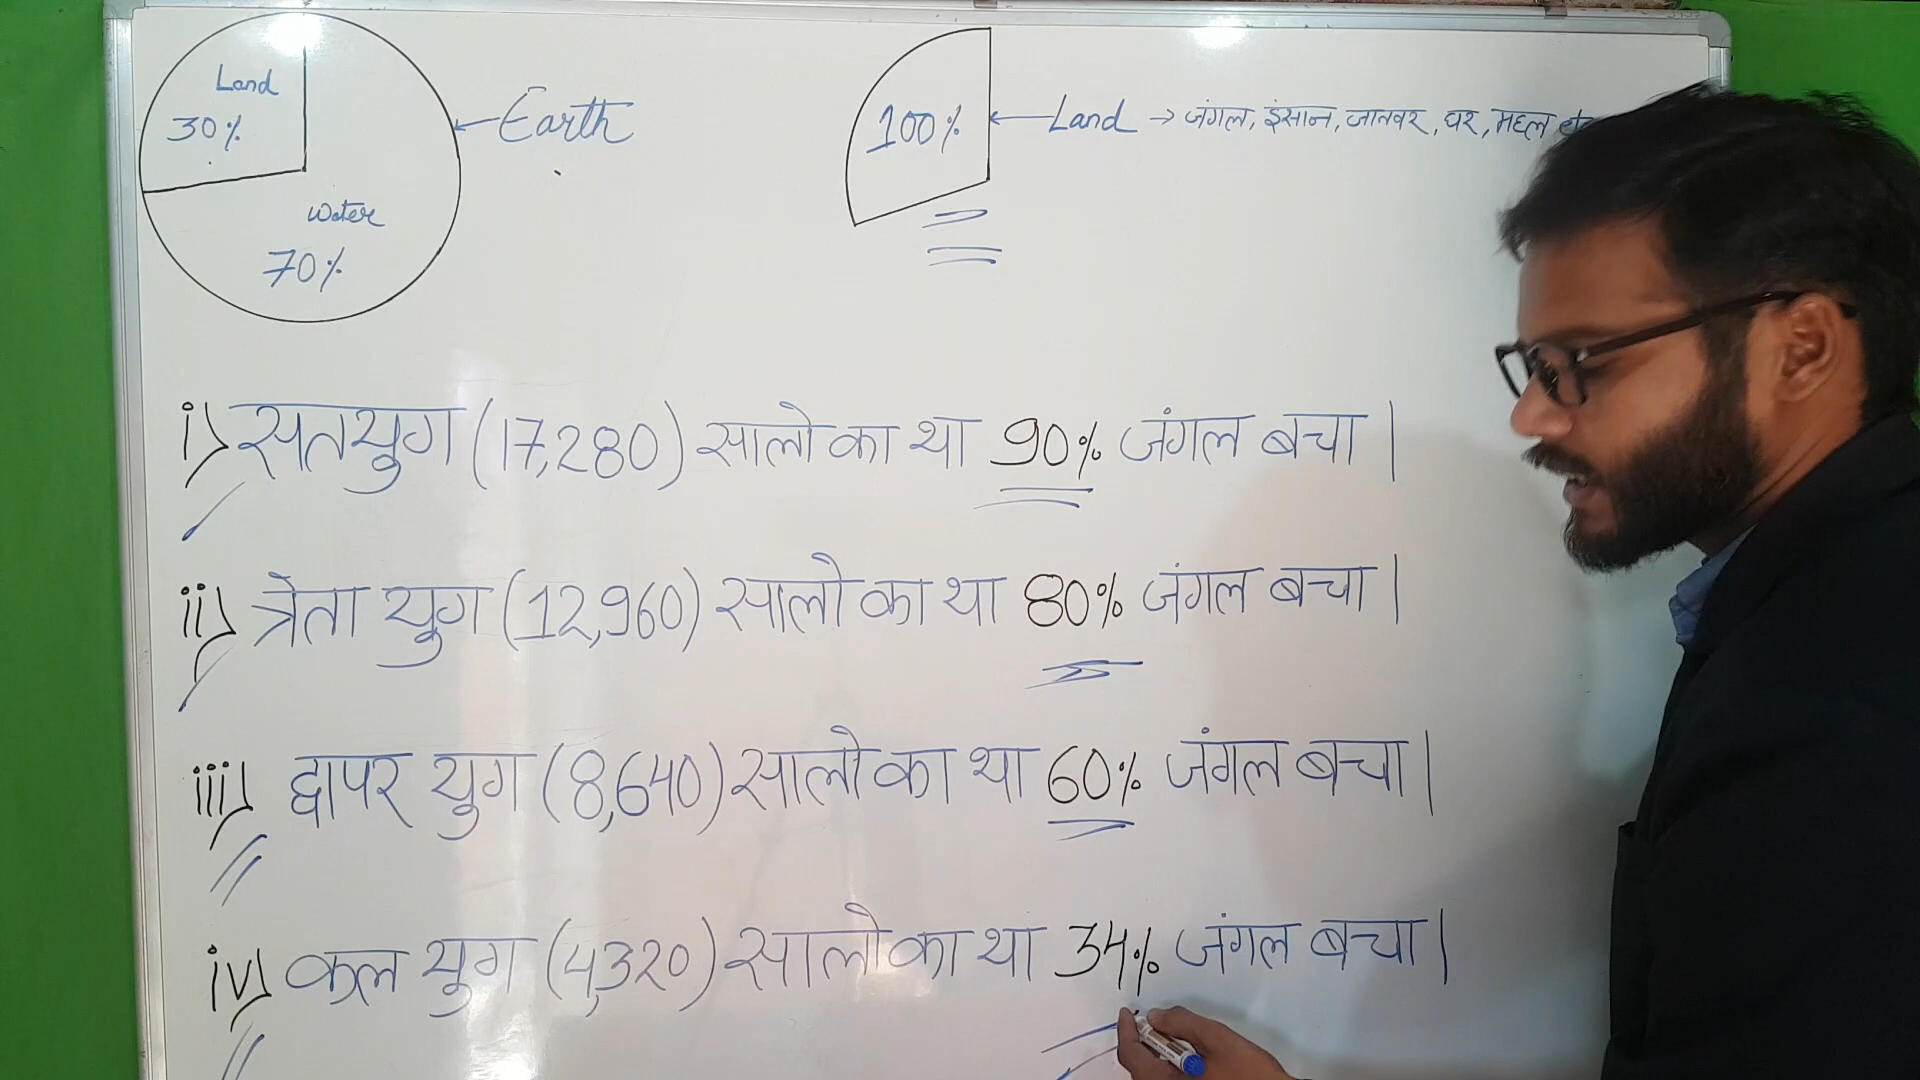 Land
30%
Water
70%
Earth
100%
Land → जंगल, इंसान, जानवर, घर, महल
i) सतयुग (17,280) सालो का था 90% जंगल बचा |
ii) त्रेता युग (12,960) सालो का था 80% जंगल बचा |
iii) द्वापर युग (8,640) सालो का था 60% जंगल बचा |
iv) कल युग (4,320) सालो का था 34% जंगल बचा |